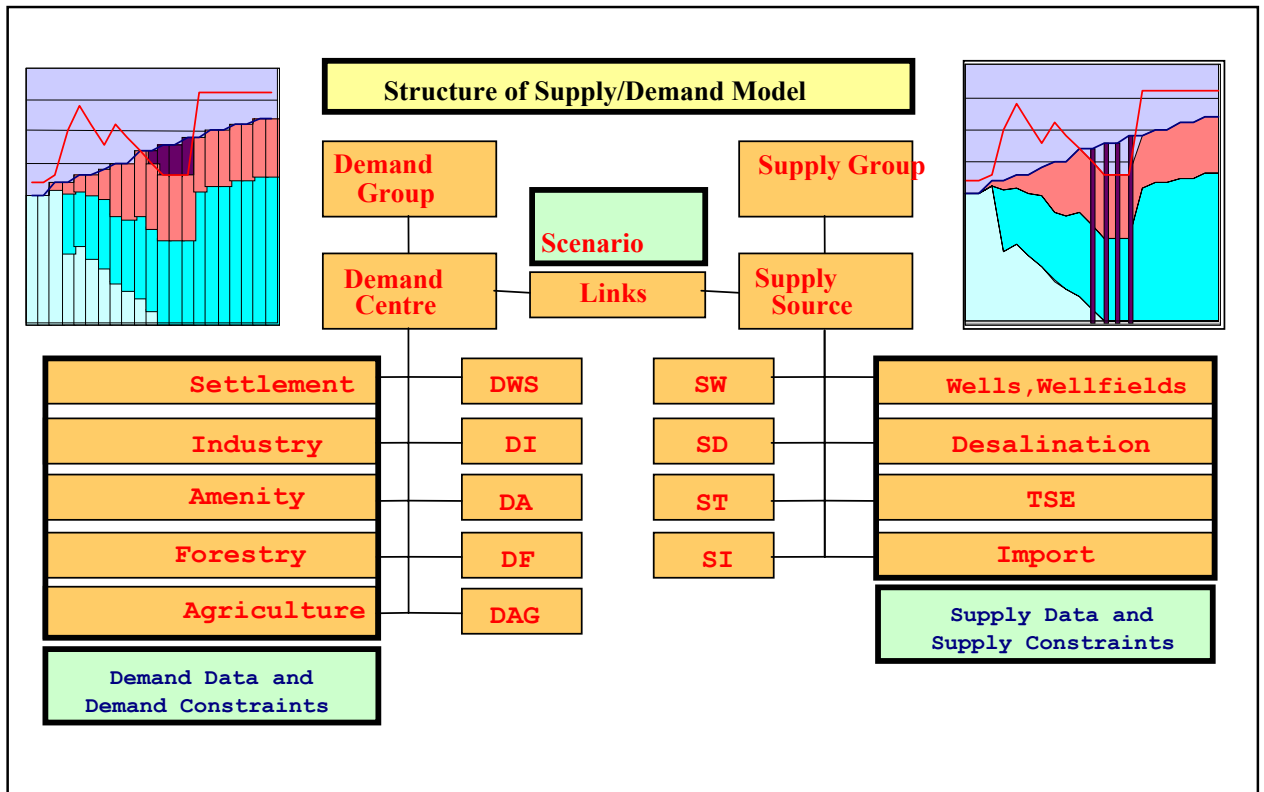 Structure of Supply/Demand Model
Demand
Group
Supply Group
Scenario
Demand
Centre
Links
Supply
Source
Settlement
DWS
SW
Wells,Wellfields
Industry
DI
SD
Desalination
Amenity
DA
ST
TSE
Forestry
DF
SI
Import
Agriculture
DAG
Supply Data and
Supply Constraints
Demand Data and
Demand Constraints